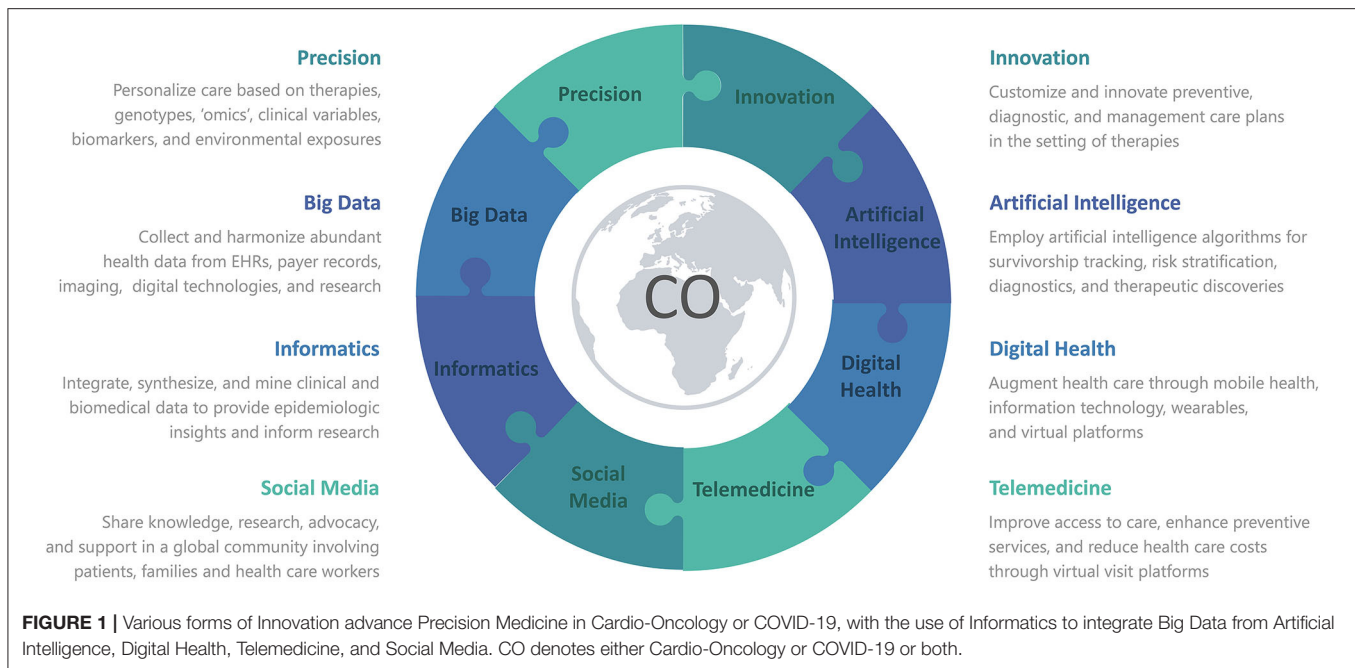 Precision
Personalize care based on therapies,
genotypes, 'omics', clinical variables,
biomarkers, and environmental exposures
Big Data
Collect and harmonize abundant
health data from EHRs, payer records,
imaging, digital technologies, and research
Informatics
Integrate, synthesize, and mine clinical and
biomedical data to provide epidemiologic
insights and inform research
Social Media
Share knowledge, research, advocacy,
and support in a global community involving
patients, families and health care workers
Precision
Innovation
Big Data
Artificial
Intelligence
CO
Informatics
Digital
Health
Social
Media
Telemedicine
Innovation
Customize and innovate preventive,
diagnostic, and management care plans
in the setting of therapies
Artificial Intelligence
Employ artificial intelligence algorithms for
survivorship tracking, risk stratification,
diagnostics, and therapeutic discoveries
Digital Health
Augment health care through mobile health,
information technology, wearables,
and virtual platforms
Telemedicine
Improve access to care, enhance preventive
services, and reduce health care costs
through virtual visit platforms
FIGURE 1 | Various forms of Innovation advance Precision Medicine in Cardio-Oncology or COVID-19, with the use of Informatics to integrate Big Data from Artificial
Intelligence, Digital Health, Telemedicine, and Social Media. CO denotes either Cardio-Oncology or COVID-19 or both.